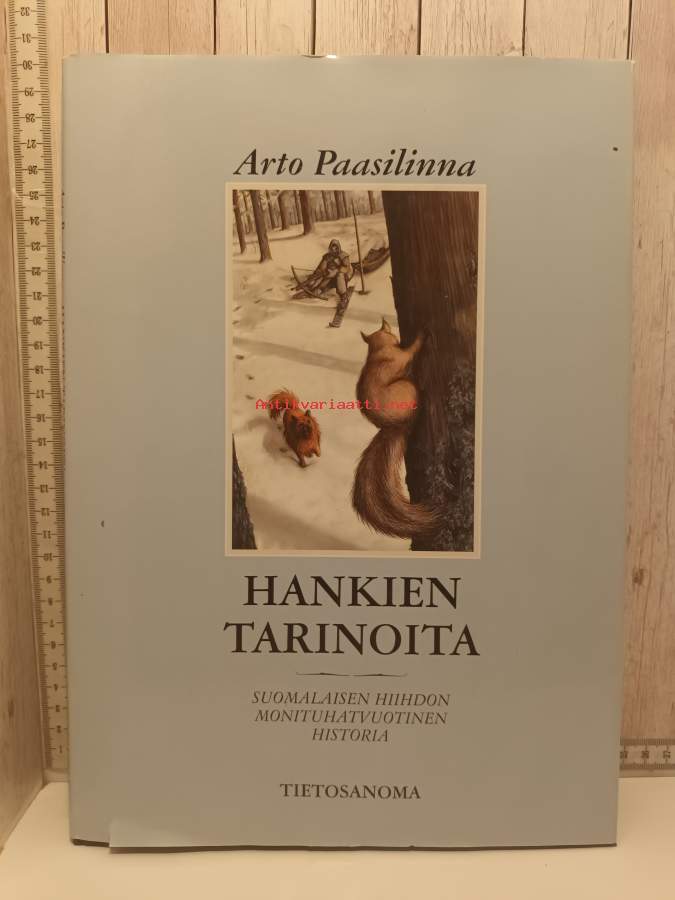 Arto Paasilinna
Antikvariaatti.net
HANKIEN
TARINOITA
SUOMALAISEN HIIHDON
MONITUHATVUOTINEN
HISTORIA
TIETOSANOMA